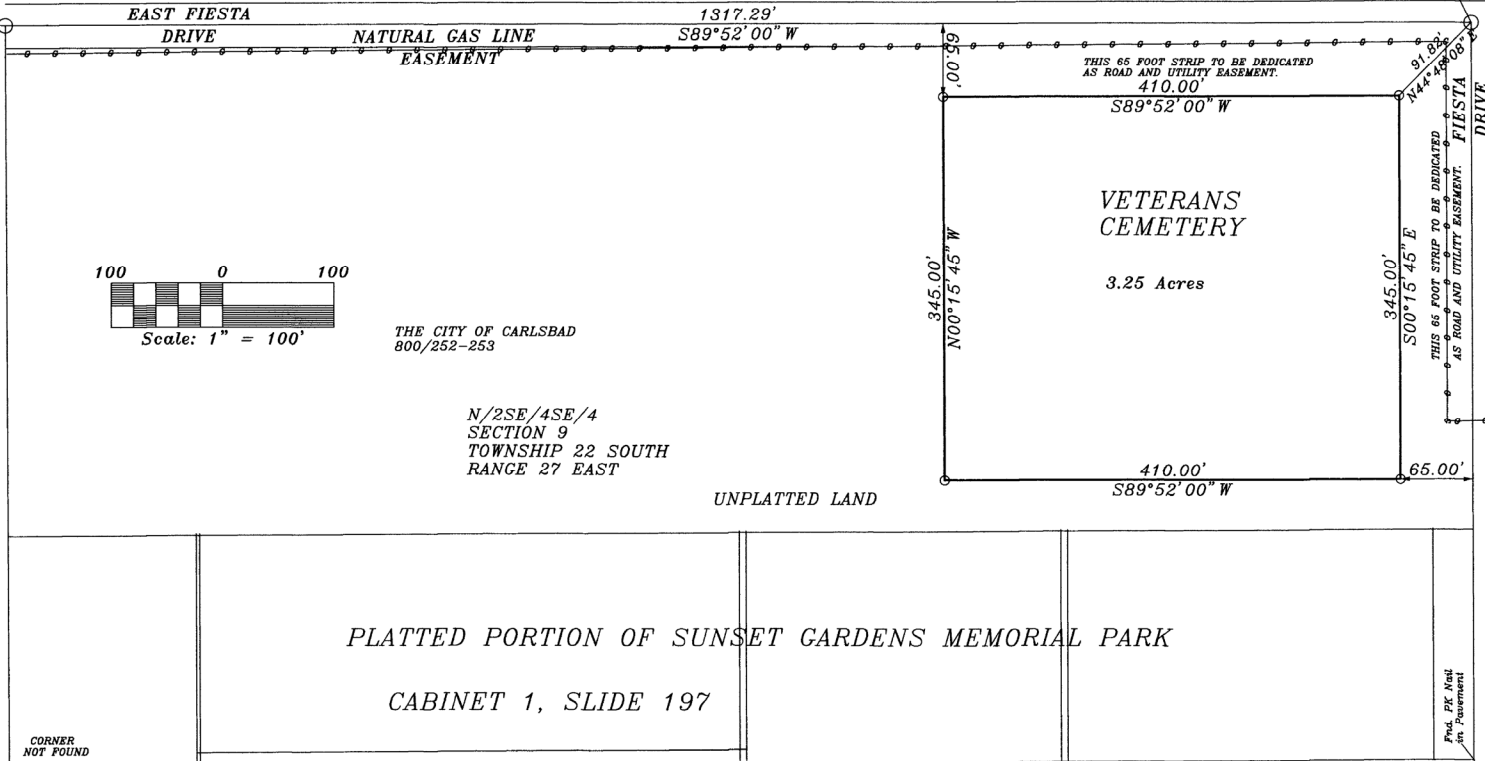 EAST FIESTA
DRIVE
NATURAL GAS LINE
EASEMENT
1317.29'
S89°52'00" W
65.00'
THIS 65 FOOT STRIP TO BE DEDICATED
AS ROAD AND UTILITY EASEMENT.
410.00'
S89°52'00" W
91.82'
N44°48'08" E
FIESTA
DRIVE
THIS 65 FOOT STRIP TO BE DEDICATED
AS ROAD AND UTILITY EASEMENT.
VETERANS
CEMETERY
3.25 Acres
345.00'
N00°15'45" W
345.00'
S00°15'45" E
100 0 100
Scale: 1" = 100'
THE CITY OF CARLSBAD
800/252-253
N/2SE/4SE/4
SECTION 9
TOWNSHIP 22 SOUTH
RANGE 27 EAST
410.00'
S89°52'00" W
65.00'
UNPLATTED LAND
PLATTED PORTION OF SUNSET GARDENS MEMORIAL PARK
CABINET 1, SLIDE 197
CORNER
NOT FOUND
Fnd. PK Nail
in Pavement